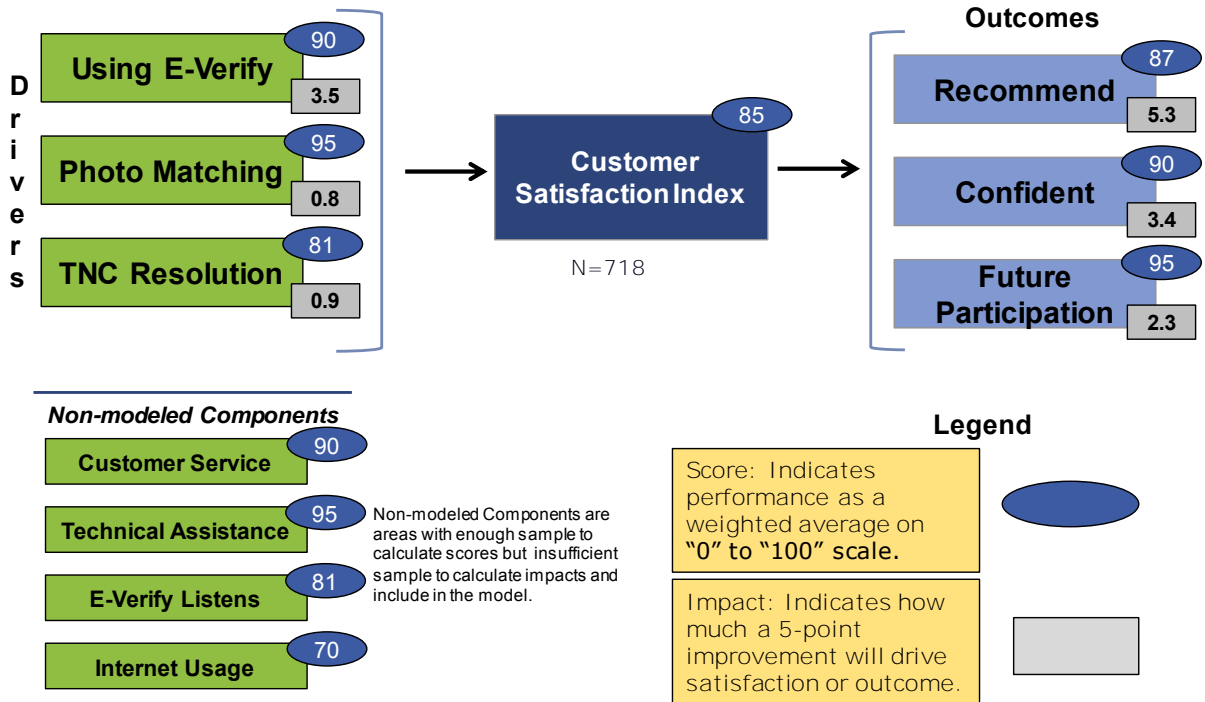 Drivers
Using E-Verify
90
3.5
Photo Matching
95
0.8
TNC Resolution
81
0.9
Customer
Satisfaction Index
85
N=718
Outcomes
Recommend
87
5.3
Confident
90
3.4
Future
Participation
95
2.3
Non-modeled Components
Customer Service
90
Technical Assistance
95
E-Verify Listens
81
Internet Usage
70
Non-modeled Components are
areas with enough sample to
calculate scores but insufficient
sample to calculate impacts and
include in the model.
Legend
Score: Indicates
performance as a
weighted average on
“0” to “100” scale.
Impact: Indicates how
much a 5-point
improvement will drive
satisfaction or outcome.